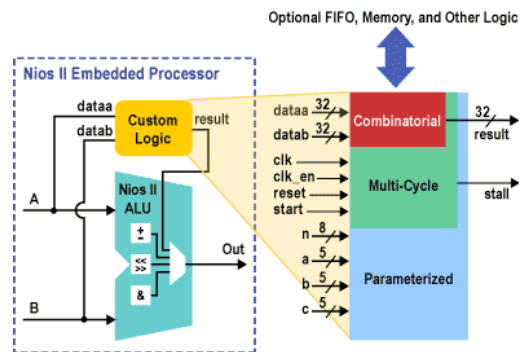 Optional FIFO, Memory, and Other Logic
Nios II Embedded Processor
dataa
datab
Custom
Logic
result
A
Nios II
ALU
+
−
<<
>>
&
Out
B
dataa 32
datab 32
clk
clk_en
reset
start
n 8
a 5
b 5
c 5
Combinatorial
Multi-Cycle
Parameterized
32
result
stall